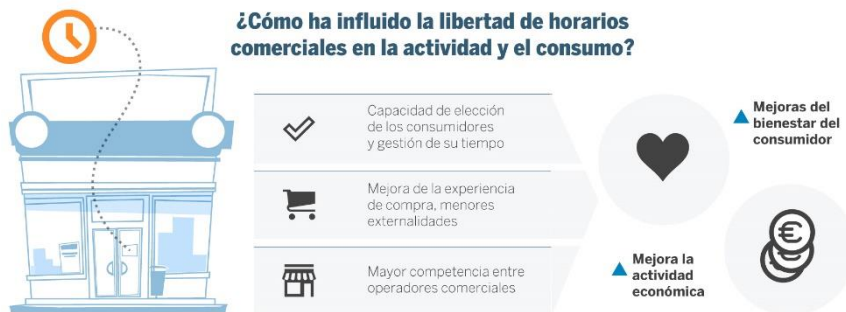 ¿Cómo ha influido la libertad de horarios
comerciales en la actividad y el consumo?
Capacidad de elección
de los consumidores
y gestión de su tiempo
Mejora de la experiencia
de compra, menores
externalidades
Mayor competencia entre
operadores comerciales
Mejoras del
bienestar del
consumidor
Mejora la
actividad
económica